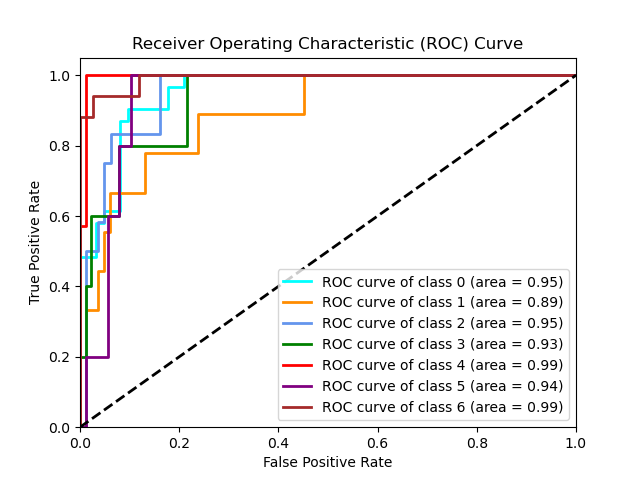 Receiver Operating Characteristic (ROC) Curve
1.0
0.8
0.6
0.4
0.2
0.0
True Positive Rate
ROC curve of class 0 (area = 0.95)
ROC curve of class 1 (area = 0.89)
ROC curve of class 2 (area = 0.95)
ROC curve of class 3 (area = 0.93)
ROC curve of class 4 (area = 0.99)
ROC curve of class 5 (area = 0.94)
ROC curve of class 6 (area = 0.99)
0.0 0.2 0.4 0.6 0.8 1.0
False Positive Rate